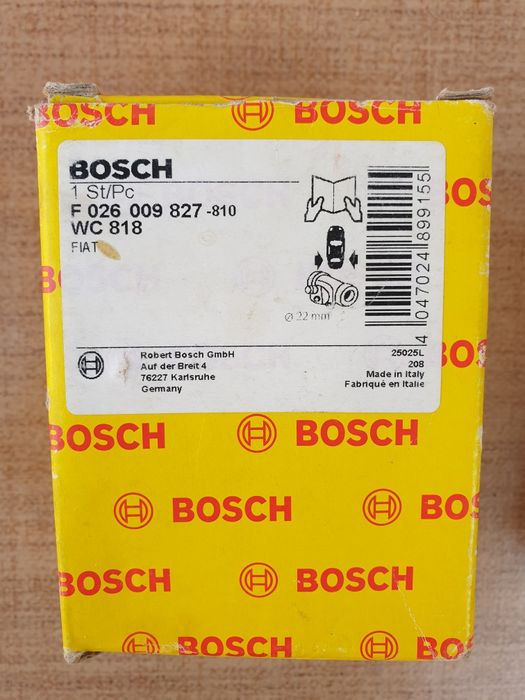 BOSCH BOSCH
BOSCH
1 St/Pc
F 026 009 827 -810
WC 818
FIAT
Ø 22 mm
4 047024 899155
Robert Bosch GmbH
Auf der Breit 4
76227 Karlsruhe
Germany
25025L
208
Made in Italy
Fabriqué en Italie
BOSCH BOSCH
BOSCH BOS
BOSCH BOSCH
BOSCH